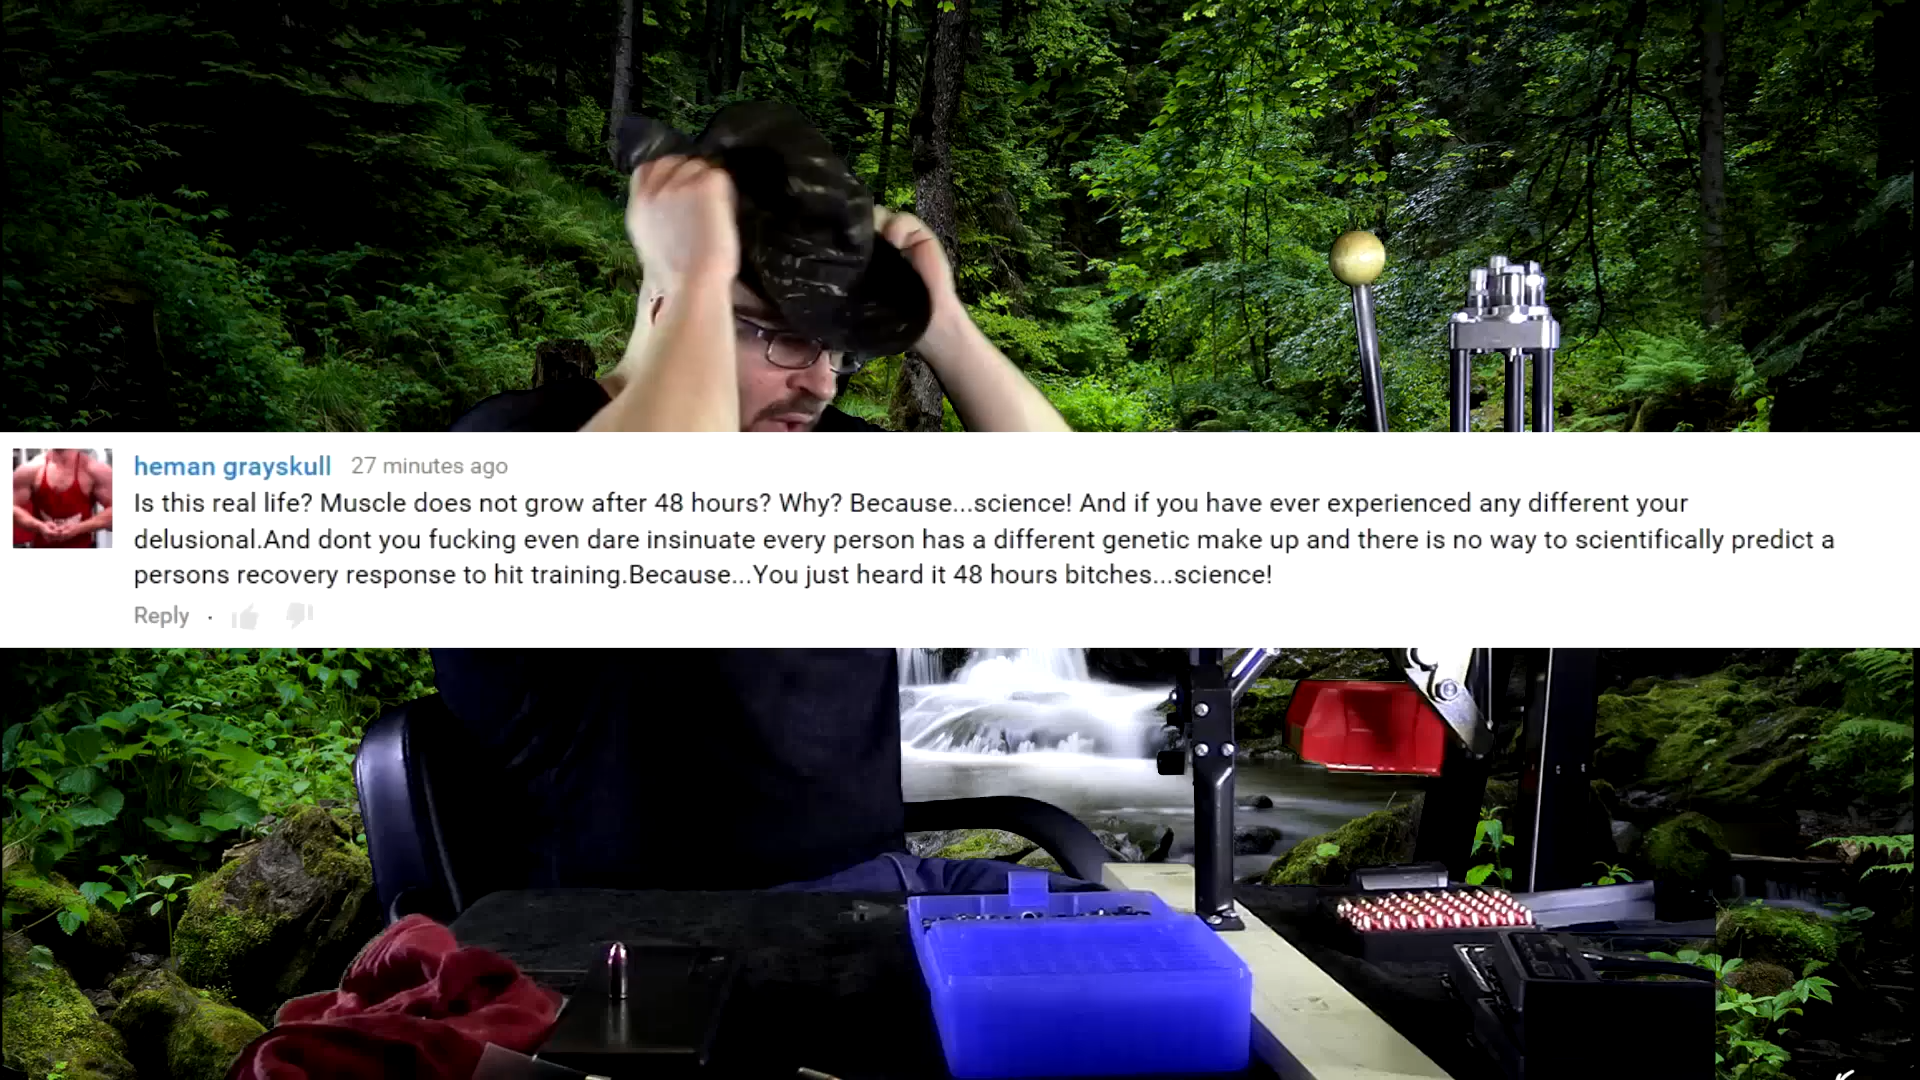 heman grayskull 27 minutes ago
Is this real life? Muscle does not grow after 48 hours? Why? Because...science! And if you have ever experienced any different your
delusional.And dont you fucking even dare insinuate every person has a different genetic make up and there is no way to scientifically predict a
persons recovery response to hit training.Because...You just heard it 48 hours bitches...science!
Reply ·